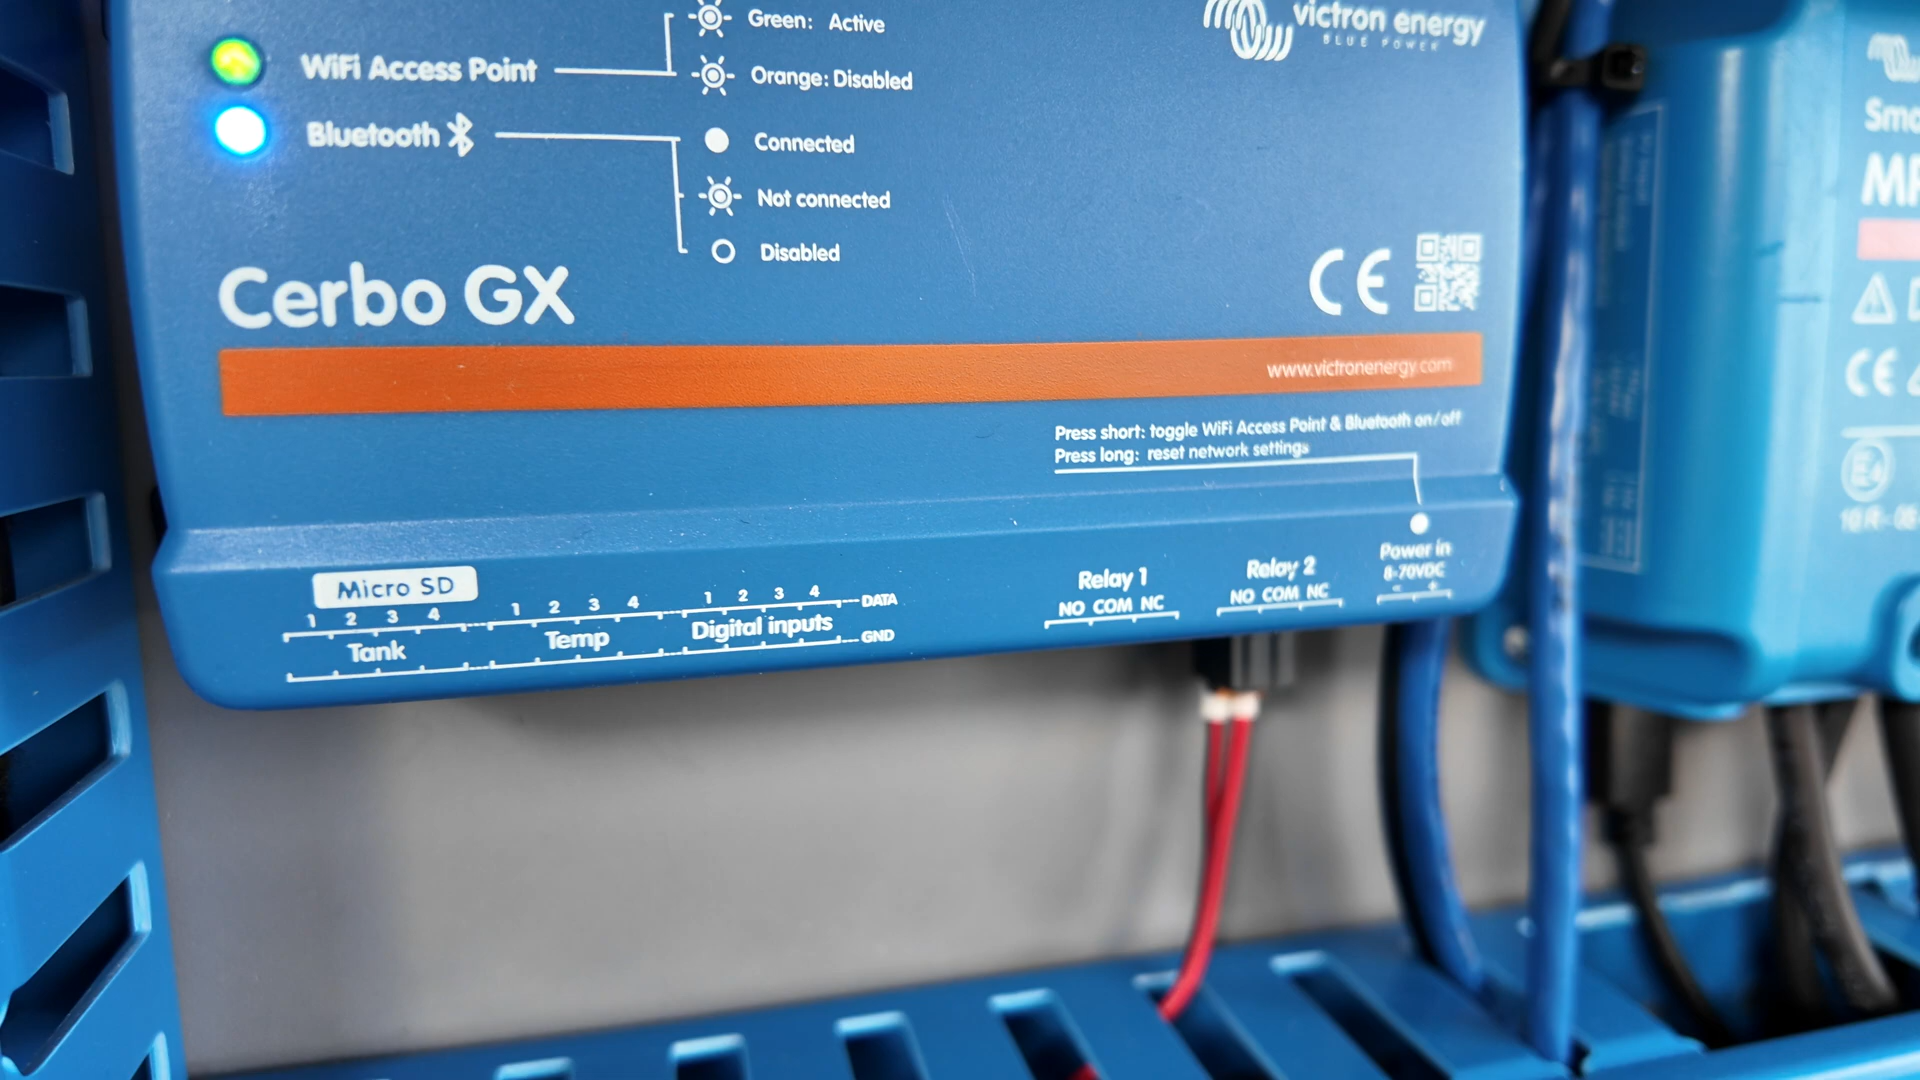 Green: Active
victron energy
BLUE POWER
WiFi Access Point
Orange: Disabled
Bluetooth
Connected
Not connected
Disabled
Cerbo GX
CE
www.victronenergy.com
Press short: toggle WiFi Access Point & Bluetooth on/off
Press long: reset network settings
Micro SD
1 2 3 4
Tank
1 2 3 4
Temp
1 2 3 4
Digital inputs
DATA
GND
Relay 1
NO COM NC
Relay 2
NO COM NC
Power in
8-70VDC
- +
CE
E4